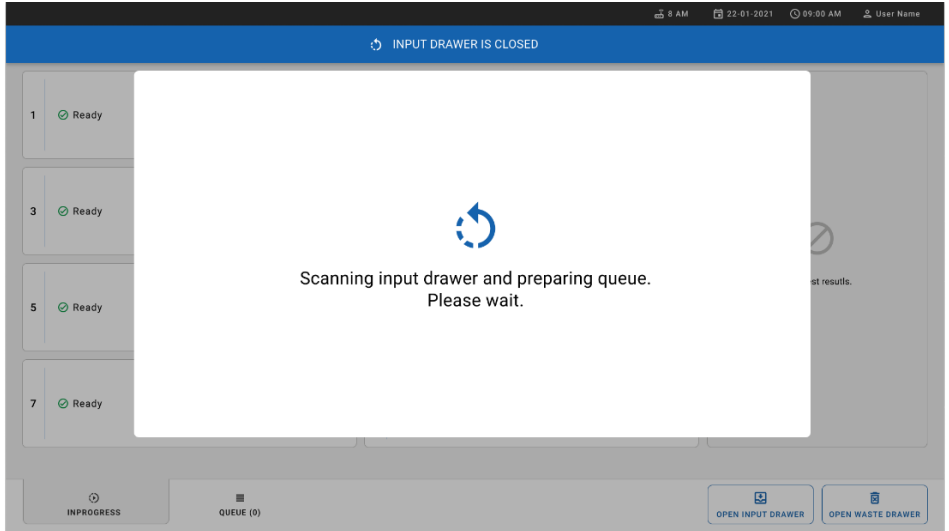 8 AM 22-01-2021 09:00 AM User Name
INPUT DRAWER IS CLOSED
1 Ready
3 Ready
5 Ready
7 Ready
Scanning input drawer and preparing queue.
Please wait.
st resutls.
INPROGRESS
QUEUE (0)
OPEN INPUT DRAWER
OPEN WASTE DRAWER